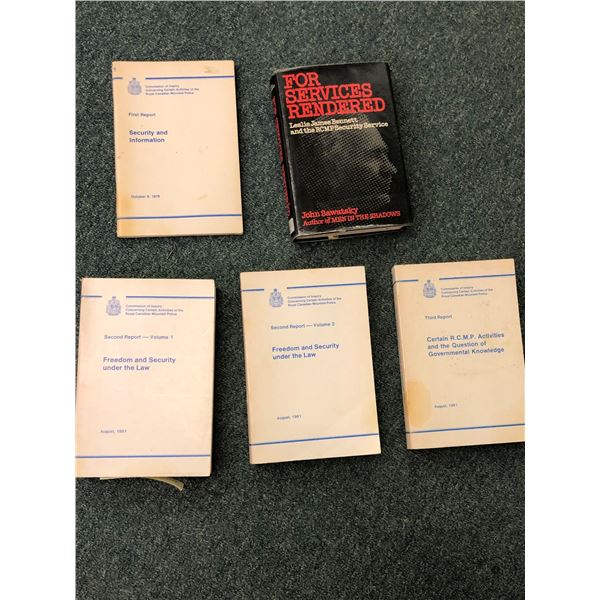 Commission of Inquiry
Concerning Certain Activities of the
Royal Canadian Mounted Police
First Report
Security and
Information
October 9, 1979
FOR
SERVICES
RENDERED
Leslie James Bennett
and the RCMP Security Service
John Sawatsky
Author of MEN IN THE SHADOWS
Commission of Inquiry
Concerning Certain Activities of the
Royal Canadian Mounted Police
Second Report — Volume 1
Freedom and Security
under the Law
August, 1981
Commission of Inquiry
Concerning Certain Activities of the
Royal Canadian Mounted Police
Second Report — Volume 2
Freedom and Security
under the Law
August, 1981
Commission of Inquiry
Concerning Certain Activities of the
Royal Canadian Mounted Police
Third Report
Certain R.C.M.P. Activities
and the Question of
Governmental Knowledge
August, 1981